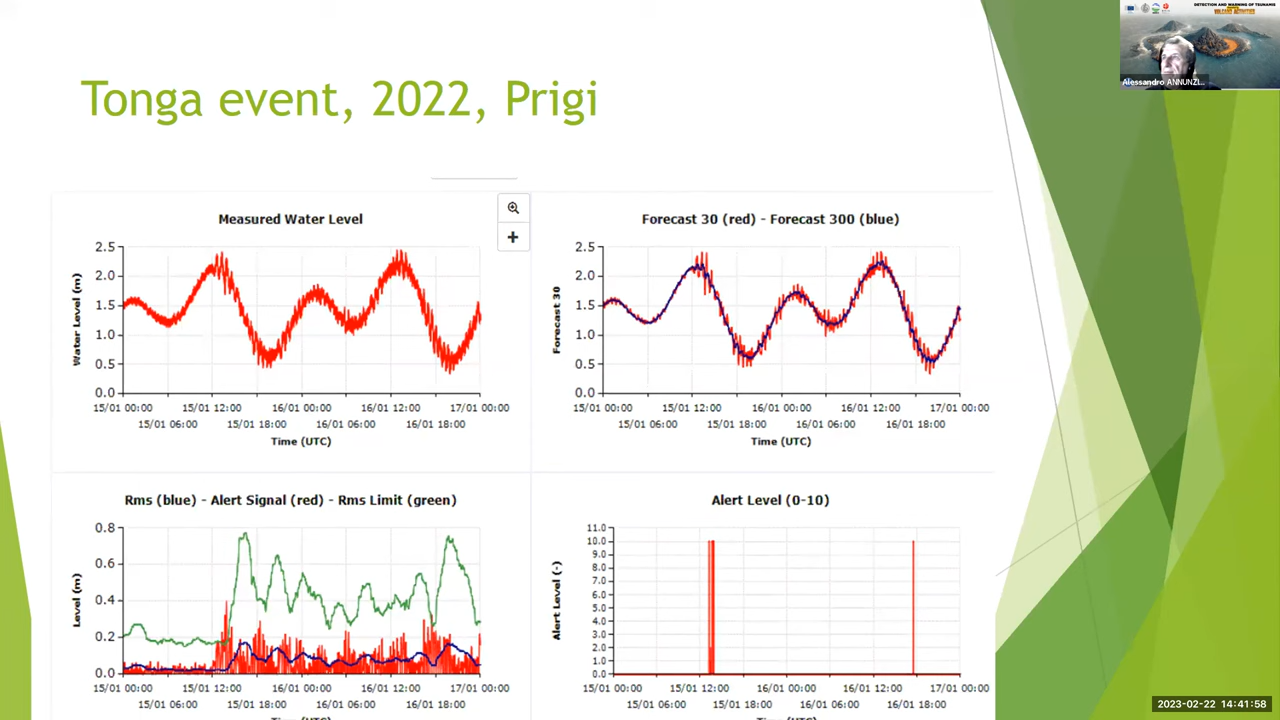 DETECTION AND WARNING OF TSUNAMIS
VOLCANIC ACTIVITIES
Alessandro ANNUNZI...
Tonga event, 2022, Prigi
Measured Water Level
Water Level (m)
2.5
2.0
1.5
1.0
0.5
0.0
15/01 00:00 15/01 12:00 16/01 00:00 16/01 12:00 17/01 00:00
15/01 06:00 15/01 18:00 16/01 06:00 16/01 18:00
Time (UTC)
Forecast 30 (red) - Forecast 300 (blue)
Forecast 30
2.5
2.0
1.5
1.0
0.5
0.0
15/01 00:00 15/01 12:00 16/01 00:00 16/01 12:00 17/01 00:00
15/01 06:00 15/01 18:00 16/01 06:00 16/01 18:00
Time (UTC)
Rms (blue) - Alert Signal (red) - Rms Limit (green)
Level (m)
0.8
0.6
0.4
0.2
0.0
15/01 00:00 15/01 12:00 16/01 00:00 16/01 12:00 17/01 00:00
15/01 06:00 15/01 18:00 16/01 06:00 16/01 18:00
Time (UTC)
Alert Level (0-10)
Alert Level (-)
11.0
10.0
9.0
8.0
7.0
6.0
5.0
4.0
3.0
2.0
1.0
0.0
15/01 00:00 15/01 12:00 16/01 00:00 16/01 12:00 17/01 00:00
15/01 06:00 15/01 18:00 16/01 06:00 16/01 18:00
Time (UTC)
2023-02-22 14:41:58